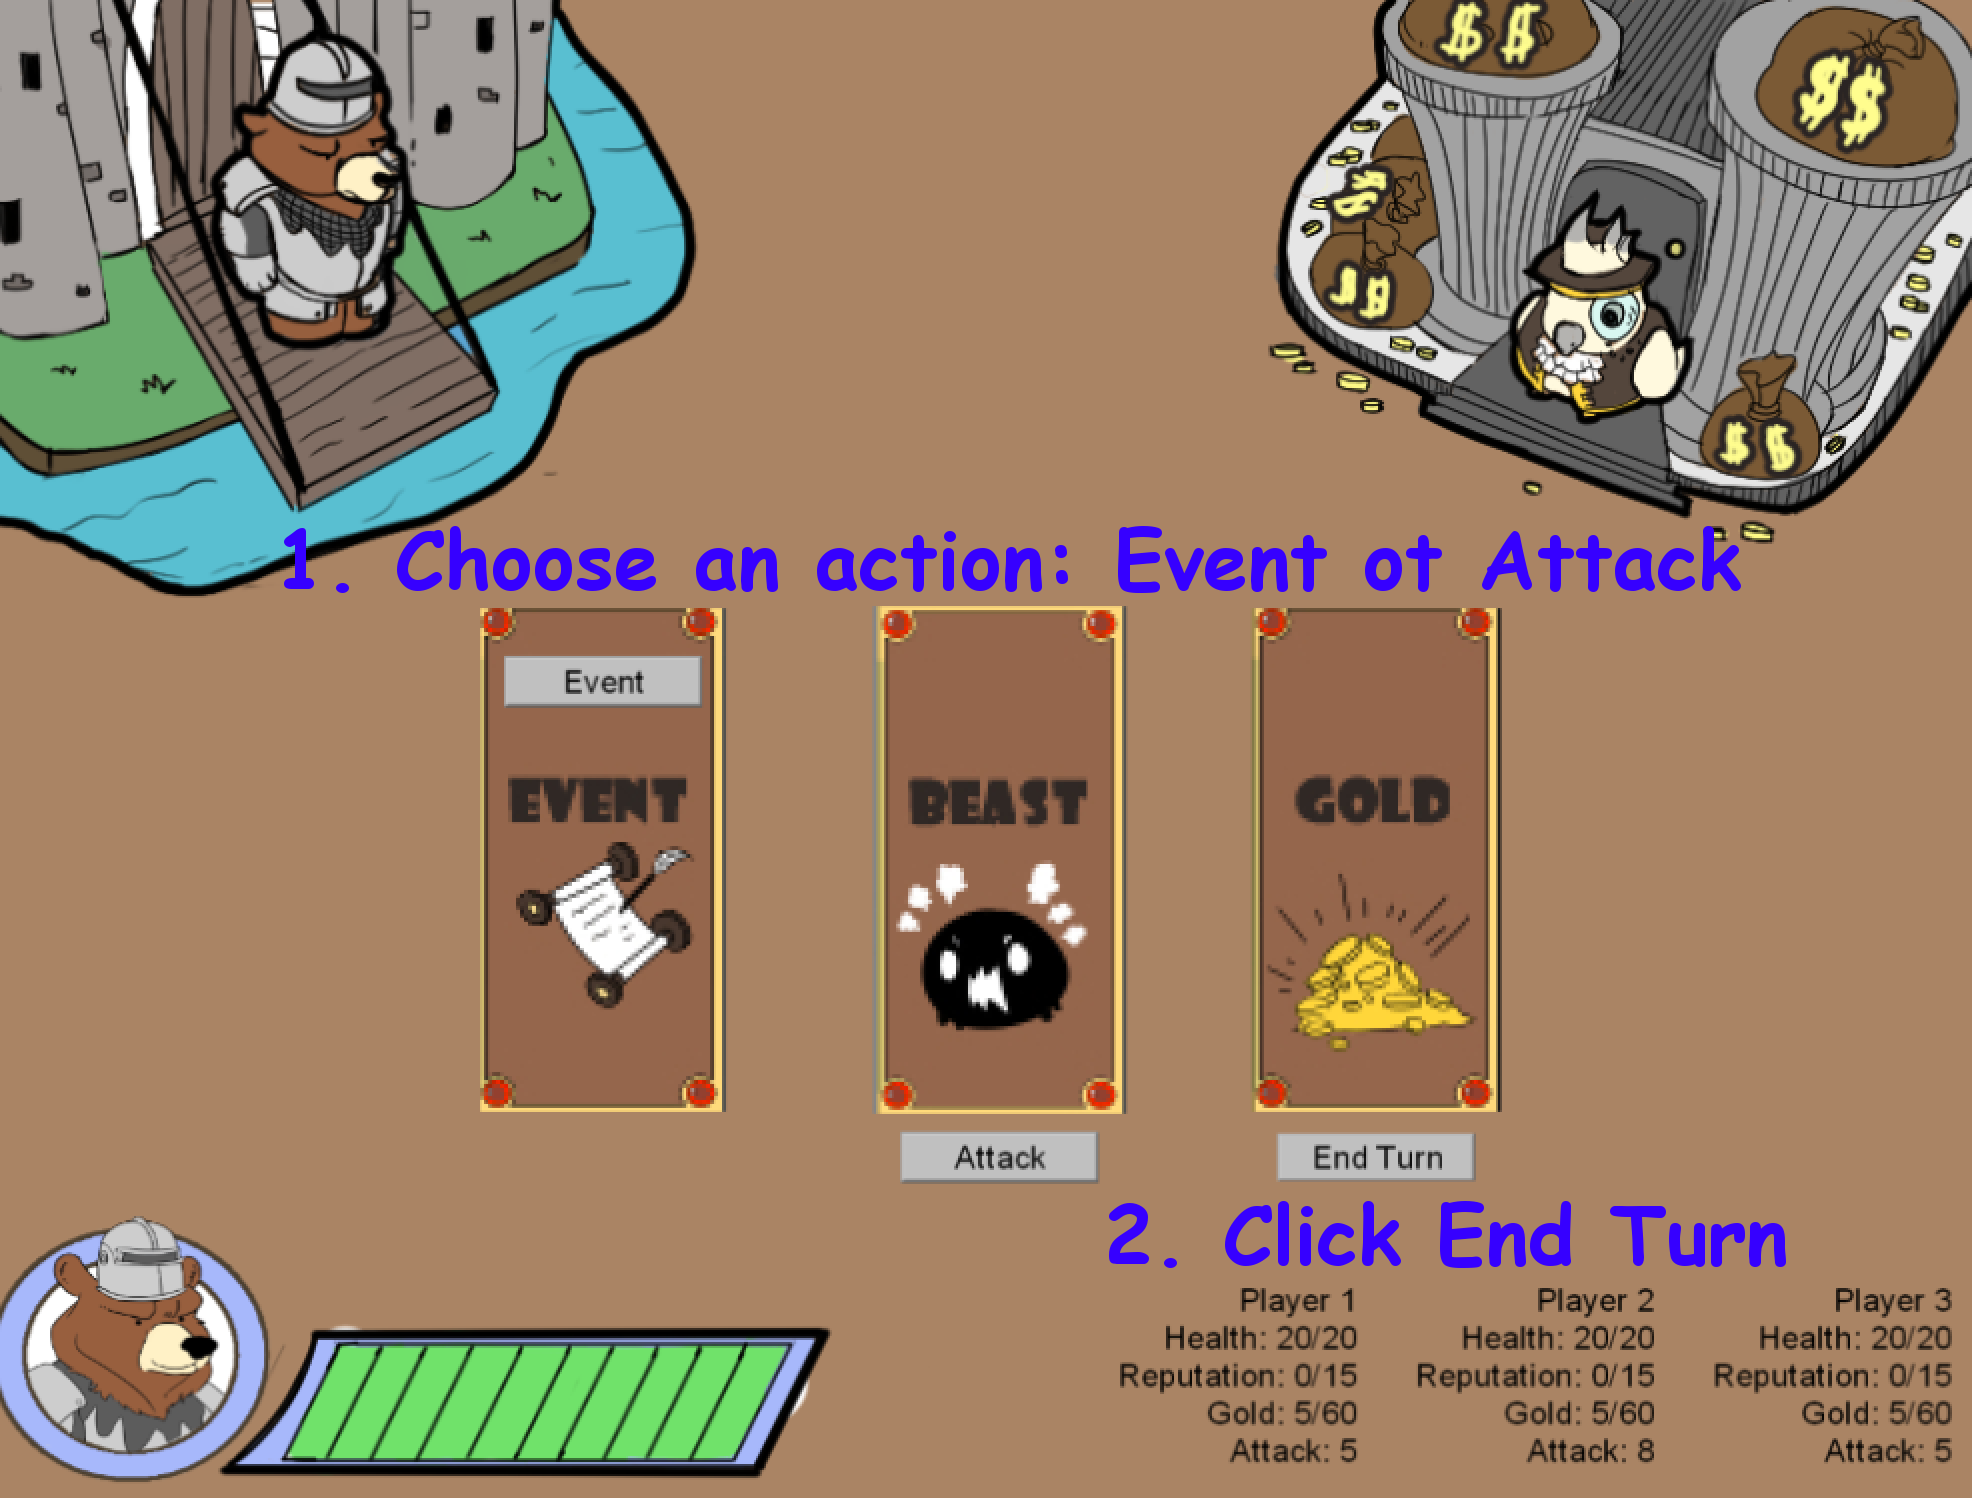 $ $
$ $
$ $
1. Choose an action: Event ot Attack
Event
EVENT
BEAST
GOLD
Attack
End Turn
2. Click End Turn
Player 1 Player 2 Player 3
Health: 20/20 Health: 20/20 Health: 20/20
Reputation: 0/15 Reputation: 0/15 Reputation: 0/15
Gold: 5/60 Gold: 5/60 Gold: 5/60
Attack: 5 Attack: 8 Attack: 5